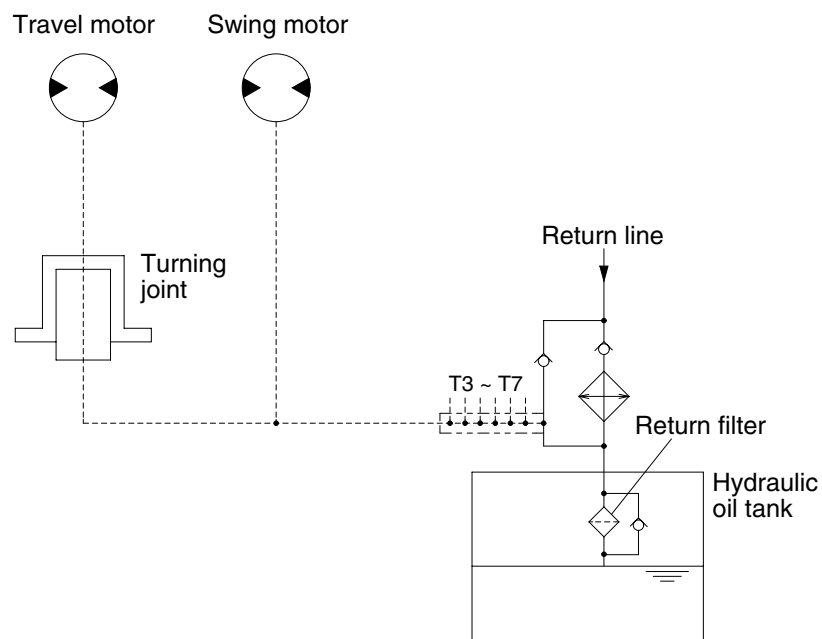 Travel motor
Swing motor
Return line
Turning
joint
T3 ~ T7
Return filter
Hydraulic
oil tank